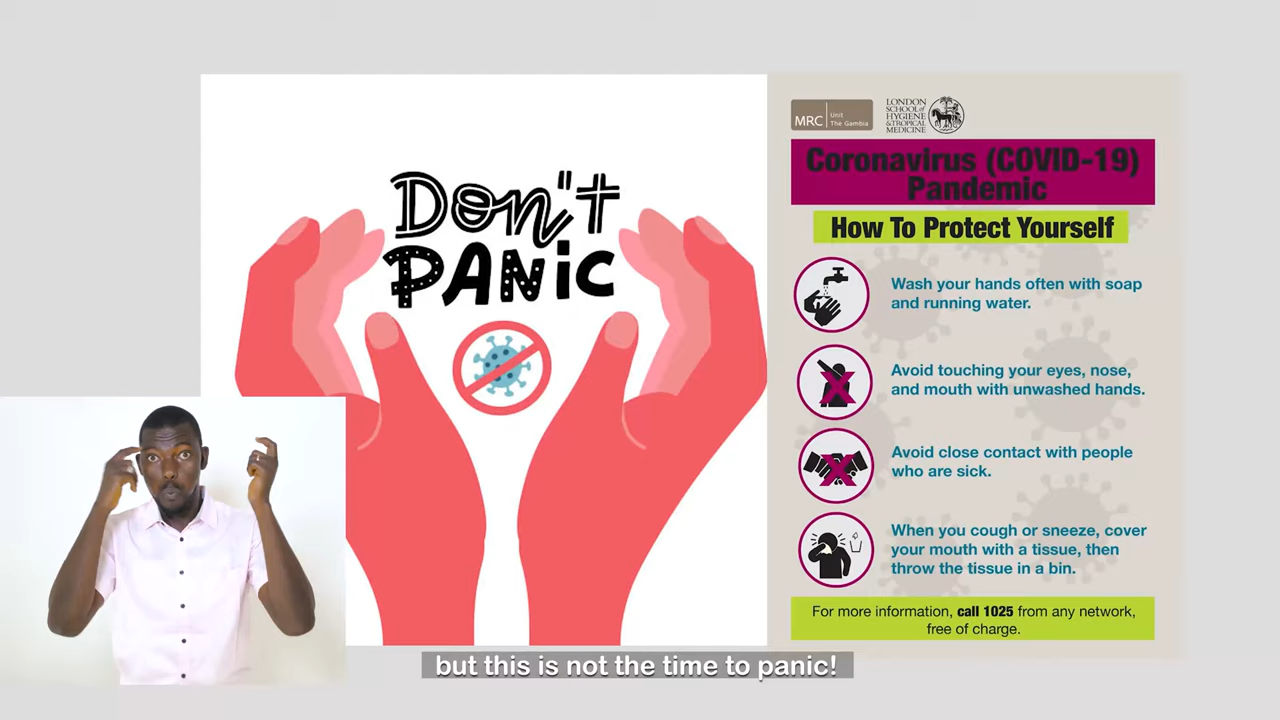 Don't
PANIC
MRC Unit
The Gambia
LONDON
SCHOOL of
HYGIENE
& TROPICAL
MEDICINE
Coronavirus (COVID-19)
Pandemic
How To Protect Yourself
Wash your hands often with soap
and running water.
Avoid touching your eyes, nose,
and mouth with unwashed hands.
Avoid close contact with people
who are sick.
When you cough or sneeze, cover
your mouth with a tissue, then
throw the tissue in a bin.
For more information, call 1025 from any network,
free of charge.
but this is not the time to panic!